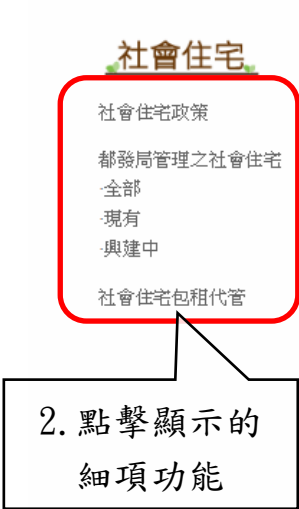 社會住宅
社會住宅政策
都發局管理之社會住宅
·全部
·現有
·興建中
社會住宅包租代管
2.點擊顯示的
細項功能